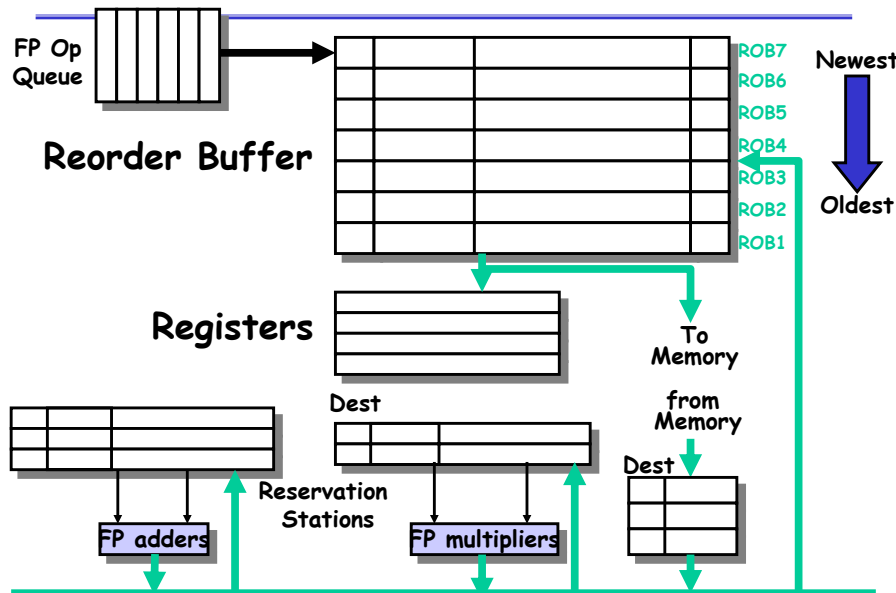 FP Op
Queue
ROB7
Newest
ROB6
ROB5
Reorder Buffer
ROB4
ROB3
ROB2
Oldest
ROB1
Registers
To
Memory
Dest
from
Memory
Dest
Reservation
Stations
FP adders
FP multipliers